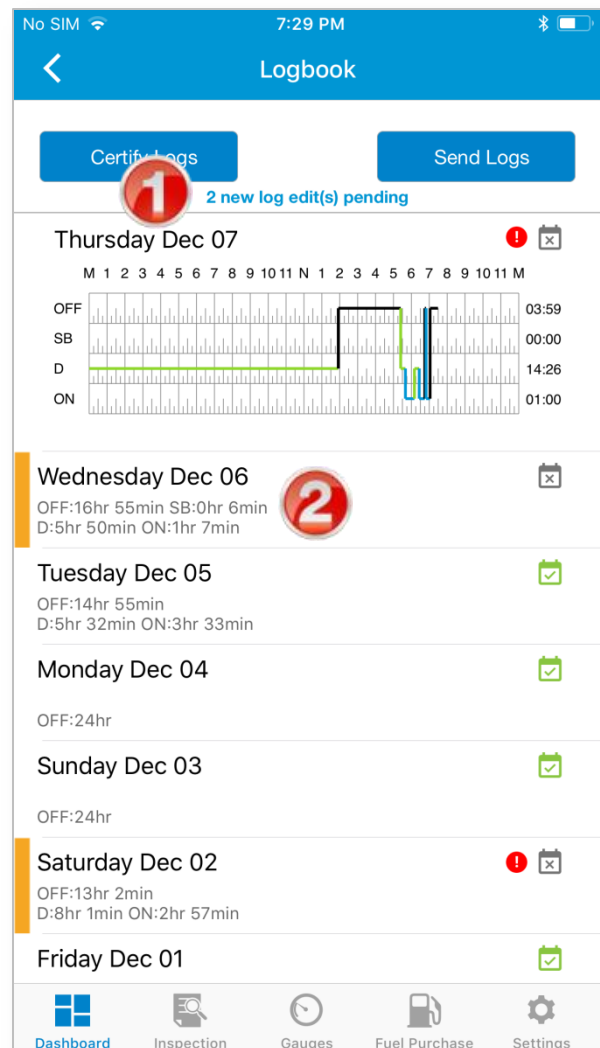 No SIM 7:29 PM
Logbook
Certify Logs Send Logs
1
2 new log edit(s) pending
Thursday Dec 07
M 1 2 3 4 5 6 7 8 9 10 11 N 1 2 3 4 5 6 7 8 9 10 11 M
OFF 03:59
SB 00:00
D 14:26
ON 01:00
Wednesday Dec 06
OFF:16hr 55min SB:0hr 6min
D:5hr 50min ON:1hr 7min
2
Tuesday Dec 05
OFF:14hr 55min
D:5hr 32min ON:3hr 33min
Monday Dec 04
OFF:24hr
Sunday Dec 03
OFF:24hr
Saturday Dec 02
OFF:13hr 2min
D:8hr 1min ON:2hr 57min
Friday Dec 01
Dashboard Inspection Gauges Fuel Purchase Settings